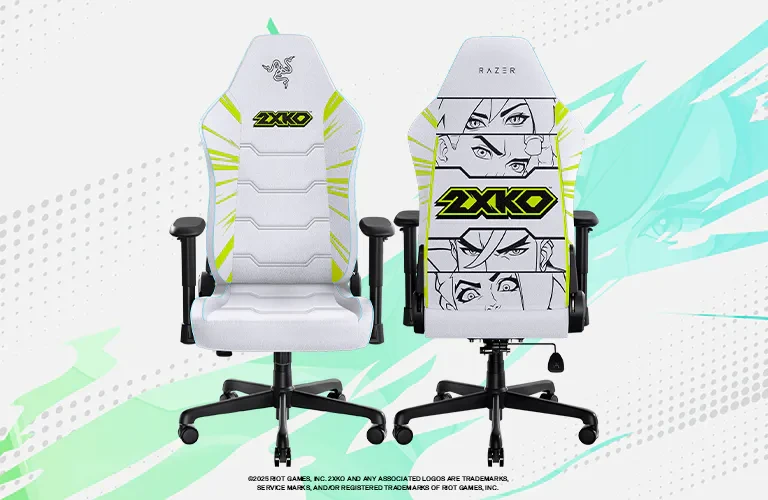 RAZER
2XKO
2XKO
©2025 RIOT GAMES, INC. 2XKO AND ANY ASSOCIATED LOGOS ARE TRADEMARKS,
SERVICE MARKS, AND/OR REGISTERED TRADEMARKS OF RIOT GAMES, INC.